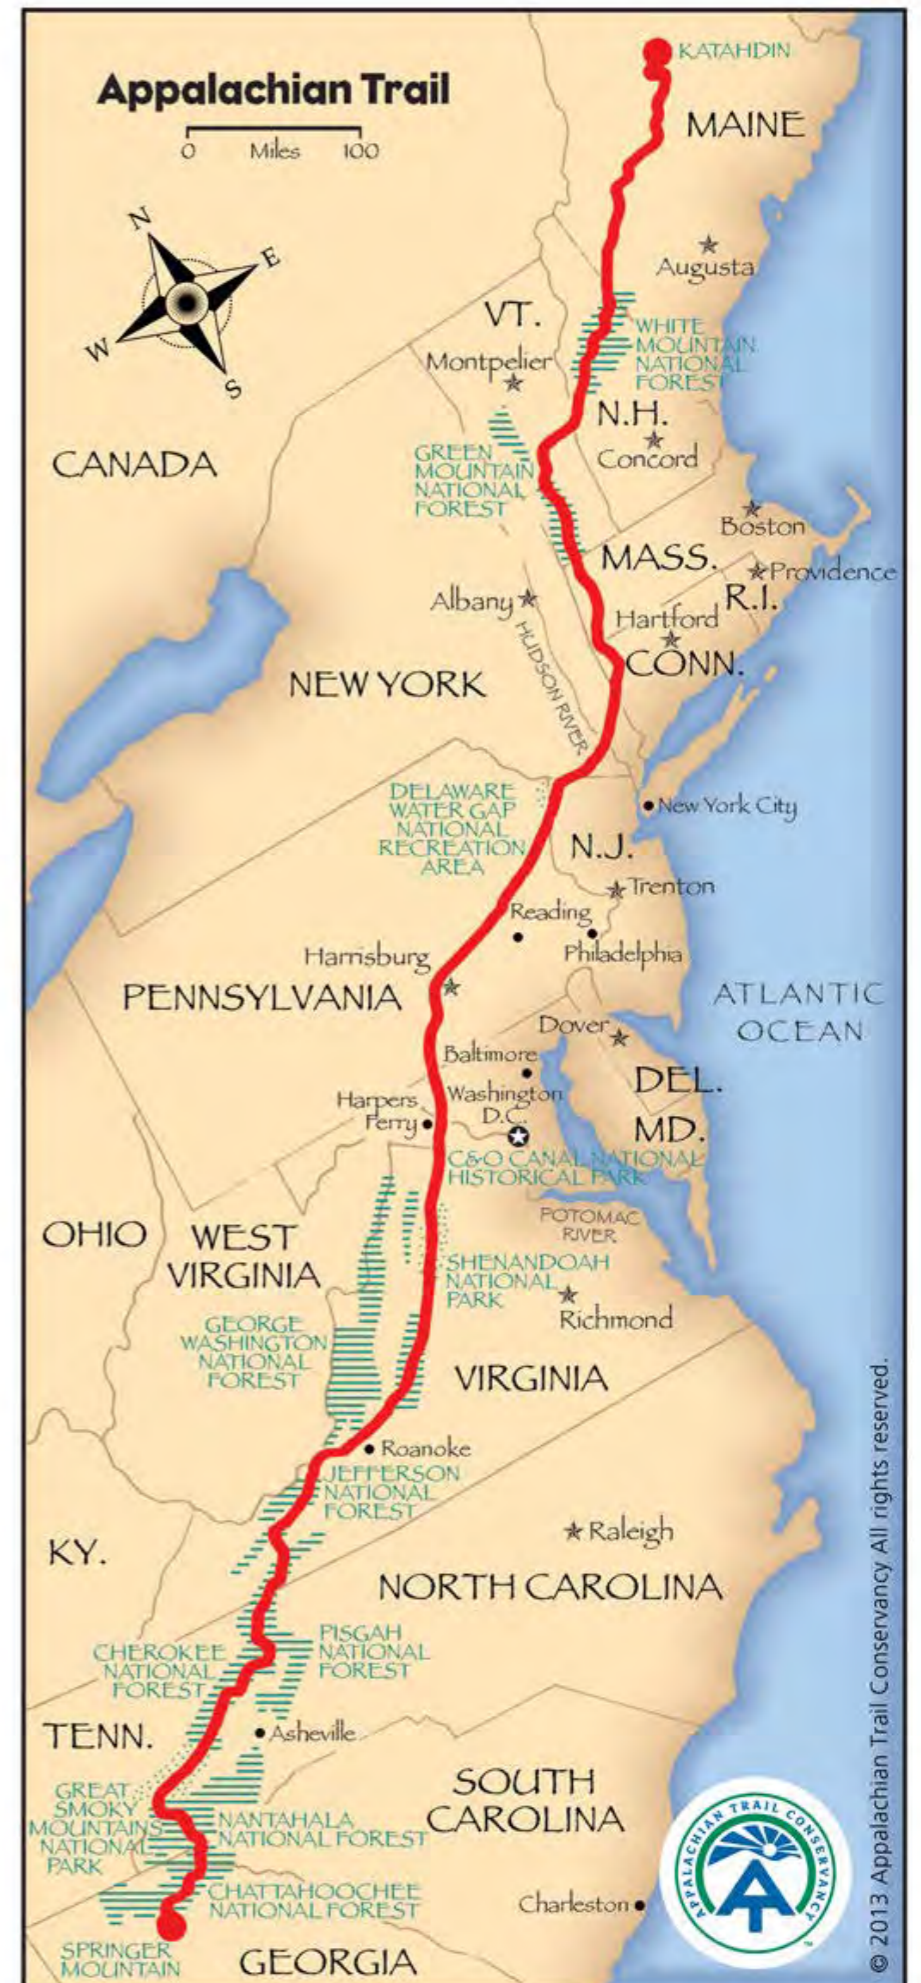 KATAHDIN
Appalachian Trail
0 Miles 100
MAINE
N
E
W
S
Augusta
VT.
WHITE
MOUNTAIN
NATIONAL
FOREST
Montpelier
N.H.
Concord
CANADA
GREEN
MOUNTAIN
NATIONAL
FOREST
Boston
MASS.
Providence
R.I.
Albany
Hartford
HUDSON RIVER
CONN.
NEW YORK
DELAWARE
WATER GAP
NATIONAL
RECREATION
AREA
New York City
N.J.
Trenton
Reading
Philadelphia
Harrisburg
PENNSYLVANIA
ATLANTIC
OCEAN
Dover
Baltimore
DEL.
Washington
D.C.
Harpers
Ferry
MD.
C&O CANAL NATIONAL
HISTORICAL PARK
POTOMAC
RIVER
OHIO
WEST
VIRGINIA
SHENANDOAH
NATIONAL
PARK
Richmond
GEORGE
WASHINGTON
NATIONAL
FOREST
VIRGINIA
Roanoke
JEFFERSON
NATIONAL
FOREST
Raleigh
KY.
NORTH CAROLINA
PISGAH
NATIONAL
FOREST
CHEROKEE
NATIONAL
FOREST
TENN.
Asheville
GREAT
SMOKY
MOUNTAINS
NATIONAL
PARK
SOUTH
CAROLINA
NANTAHALA
NATIONAL FOREST
CHATTAHOOCHEE
NATIONAL FOREST
Charleston
SPRINGER
MOUNTAIN
GEORGIA
APPALACHIAN TRAIL CONSERVANCY
TM
© 2013 Appalachian Trail Conservancy All rights reserved.